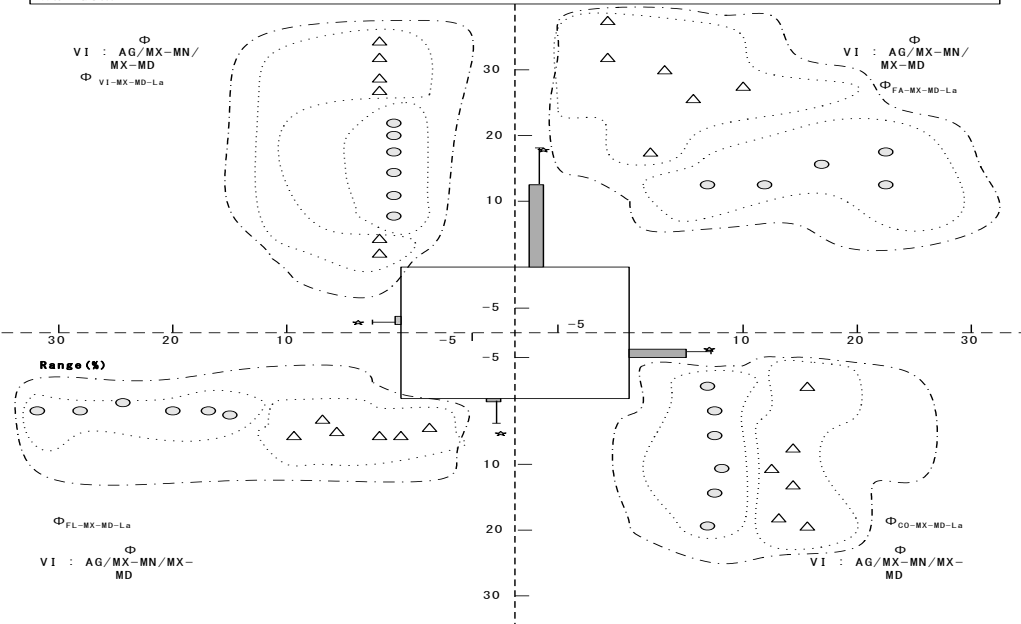 Φ
VI : AG/MX-MN/
MX-MD
Φ VI-MX-MD-La
Φ
VI : AG/MX-MN/
MX-MD
Φ FA-MX-MD-La
30
20
10
-5
-5
-5
-5
30
20
10
10
20
30
Range(%)
10
20
30
Φ FL-MX-MD-La
Φ
VI : AG/MX-MN/MX-
MD
Φ CO-MX-MD-La
Φ
VI : AG/MX-MN/MX-
MD